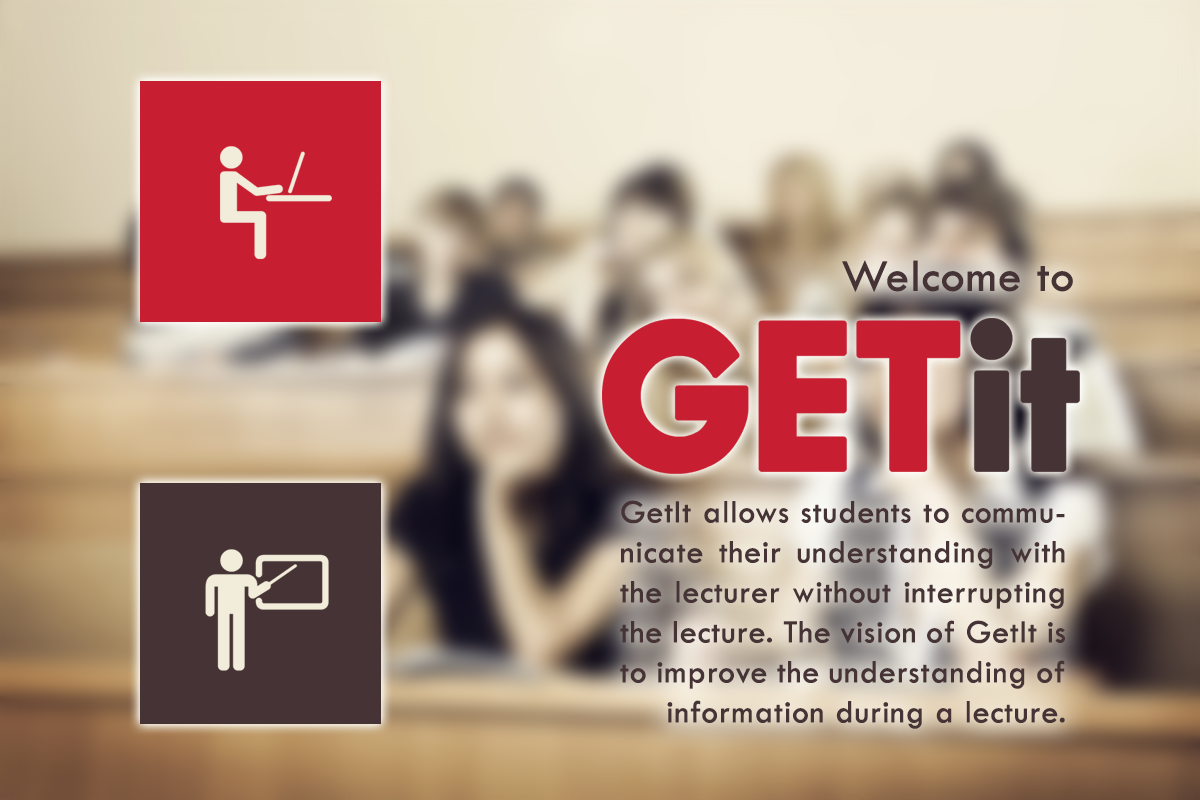 Welcome to
GETit
GetIt allows students to commu-
nicate their understanding with
the lecturer without interrupting
the lecture. The vision of GetIt is
to improve the understanding of
information during a lecture.